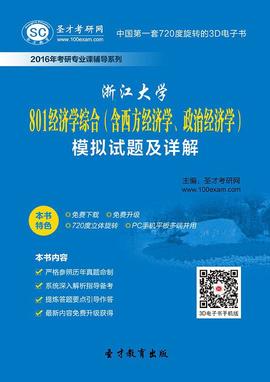 SC
圣才考研网
www.100exam.com
中国第一套720度旋转的3D电子书
2016年考研专业课辅导系列
浙江大学
801经济学综合（含西方经济学、政治经济学）
模拟试题及详解
主编：圣才考研网
www.100exam.com
本书特色
免费下载
免费升级
720度立体旋转
PC手机平板多端并用
本书内容
严格参照历年真题命制
系统深入解析指导备考
提炼答题要点引导作答
最新内容免费升级获得
3D电子书手机版
圣才教育出版